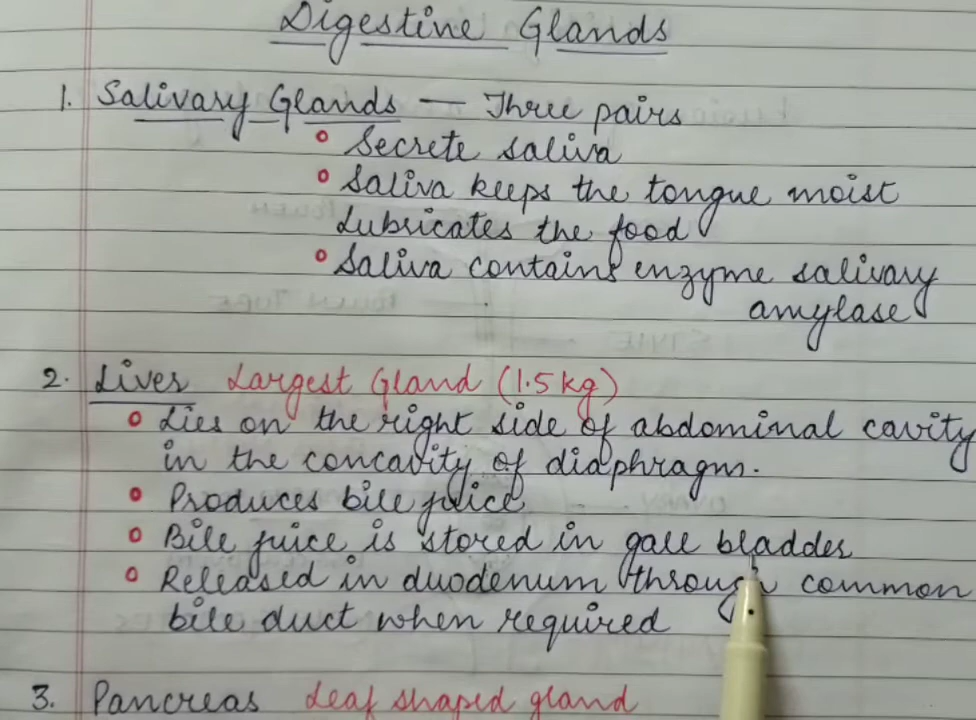 Digestive Glands
1. Salivary Glands — Three pairs
Secrete saliva
Saliva keeps the tongue moist
Lubricates the food
Saliva contains enzyme salivary
amylase
2. Liver Largest Gland (1.5 kg)
Lies on the right side of abdominal cavity
in the concavity of diaphragm.
Produces bile juice
Bile juice is stored in gall bladder
Released in duodenum through common
bile duct when required
3. Pancreas Leaf shaped gland